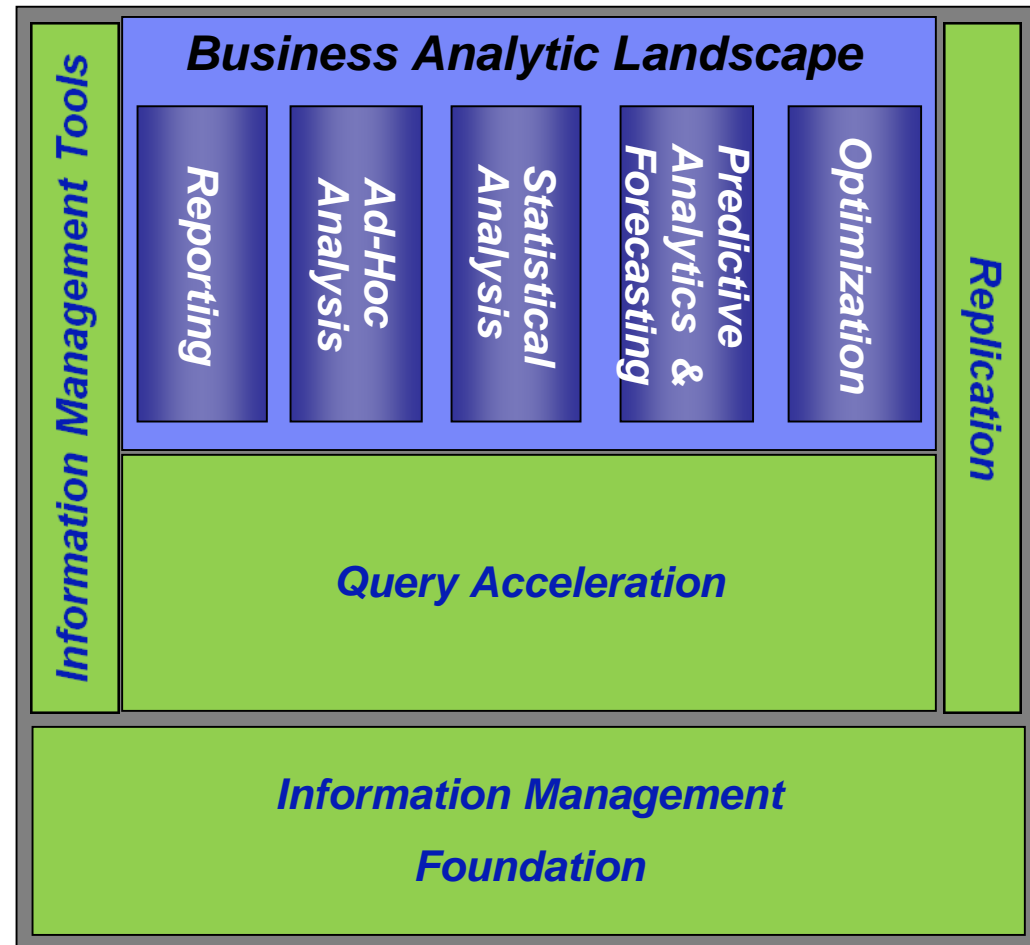 Information Management Tools
Business Analytic Landscape
Reporting
Ad-Hoc
Analysis
Statistical
Analysis
Predictive
Analytics &
Forecasting
Optimization
Replication
Query Acceleration
Information Management
Foundation